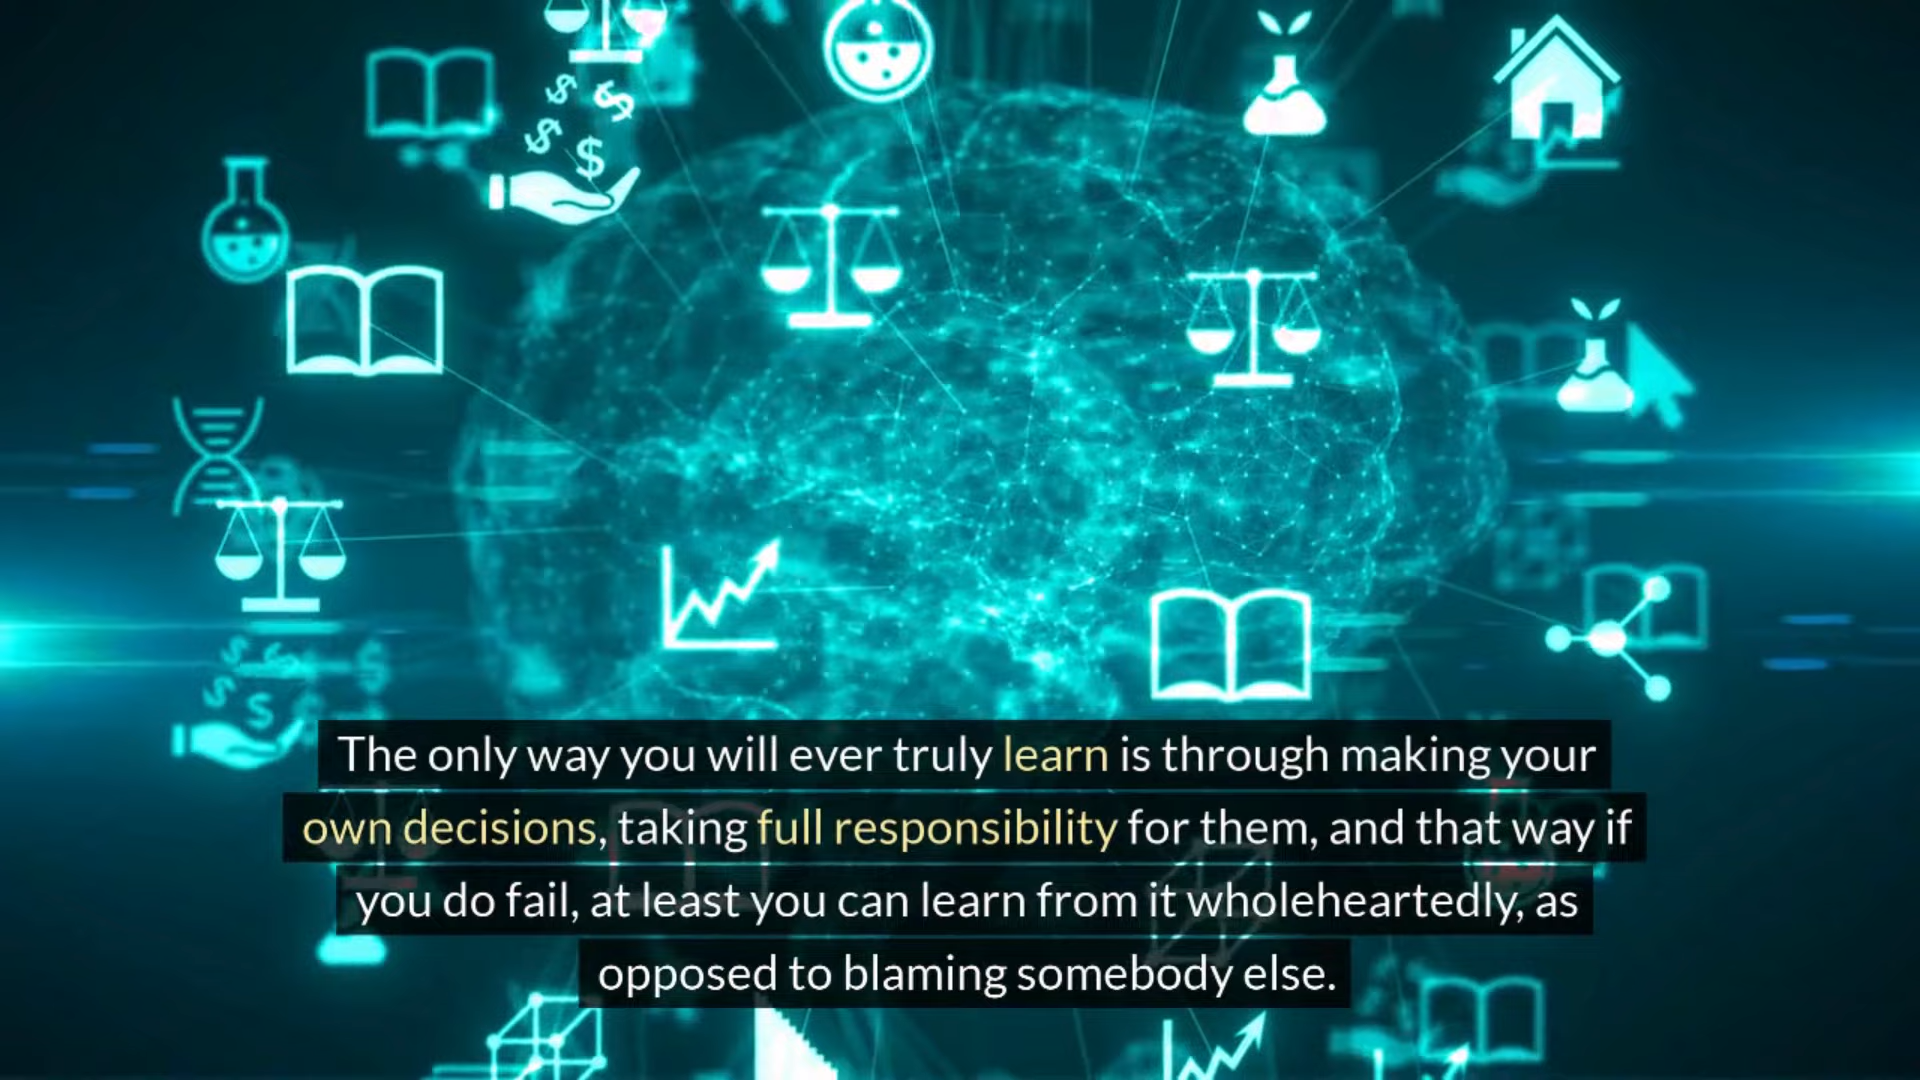 The only way you will ever truly learn is through making your
own decisions, taking full responsibility for them, and that way if
you do fail, at least you can learn from it wholeheartedly, as
opposed to blaming somebody else.